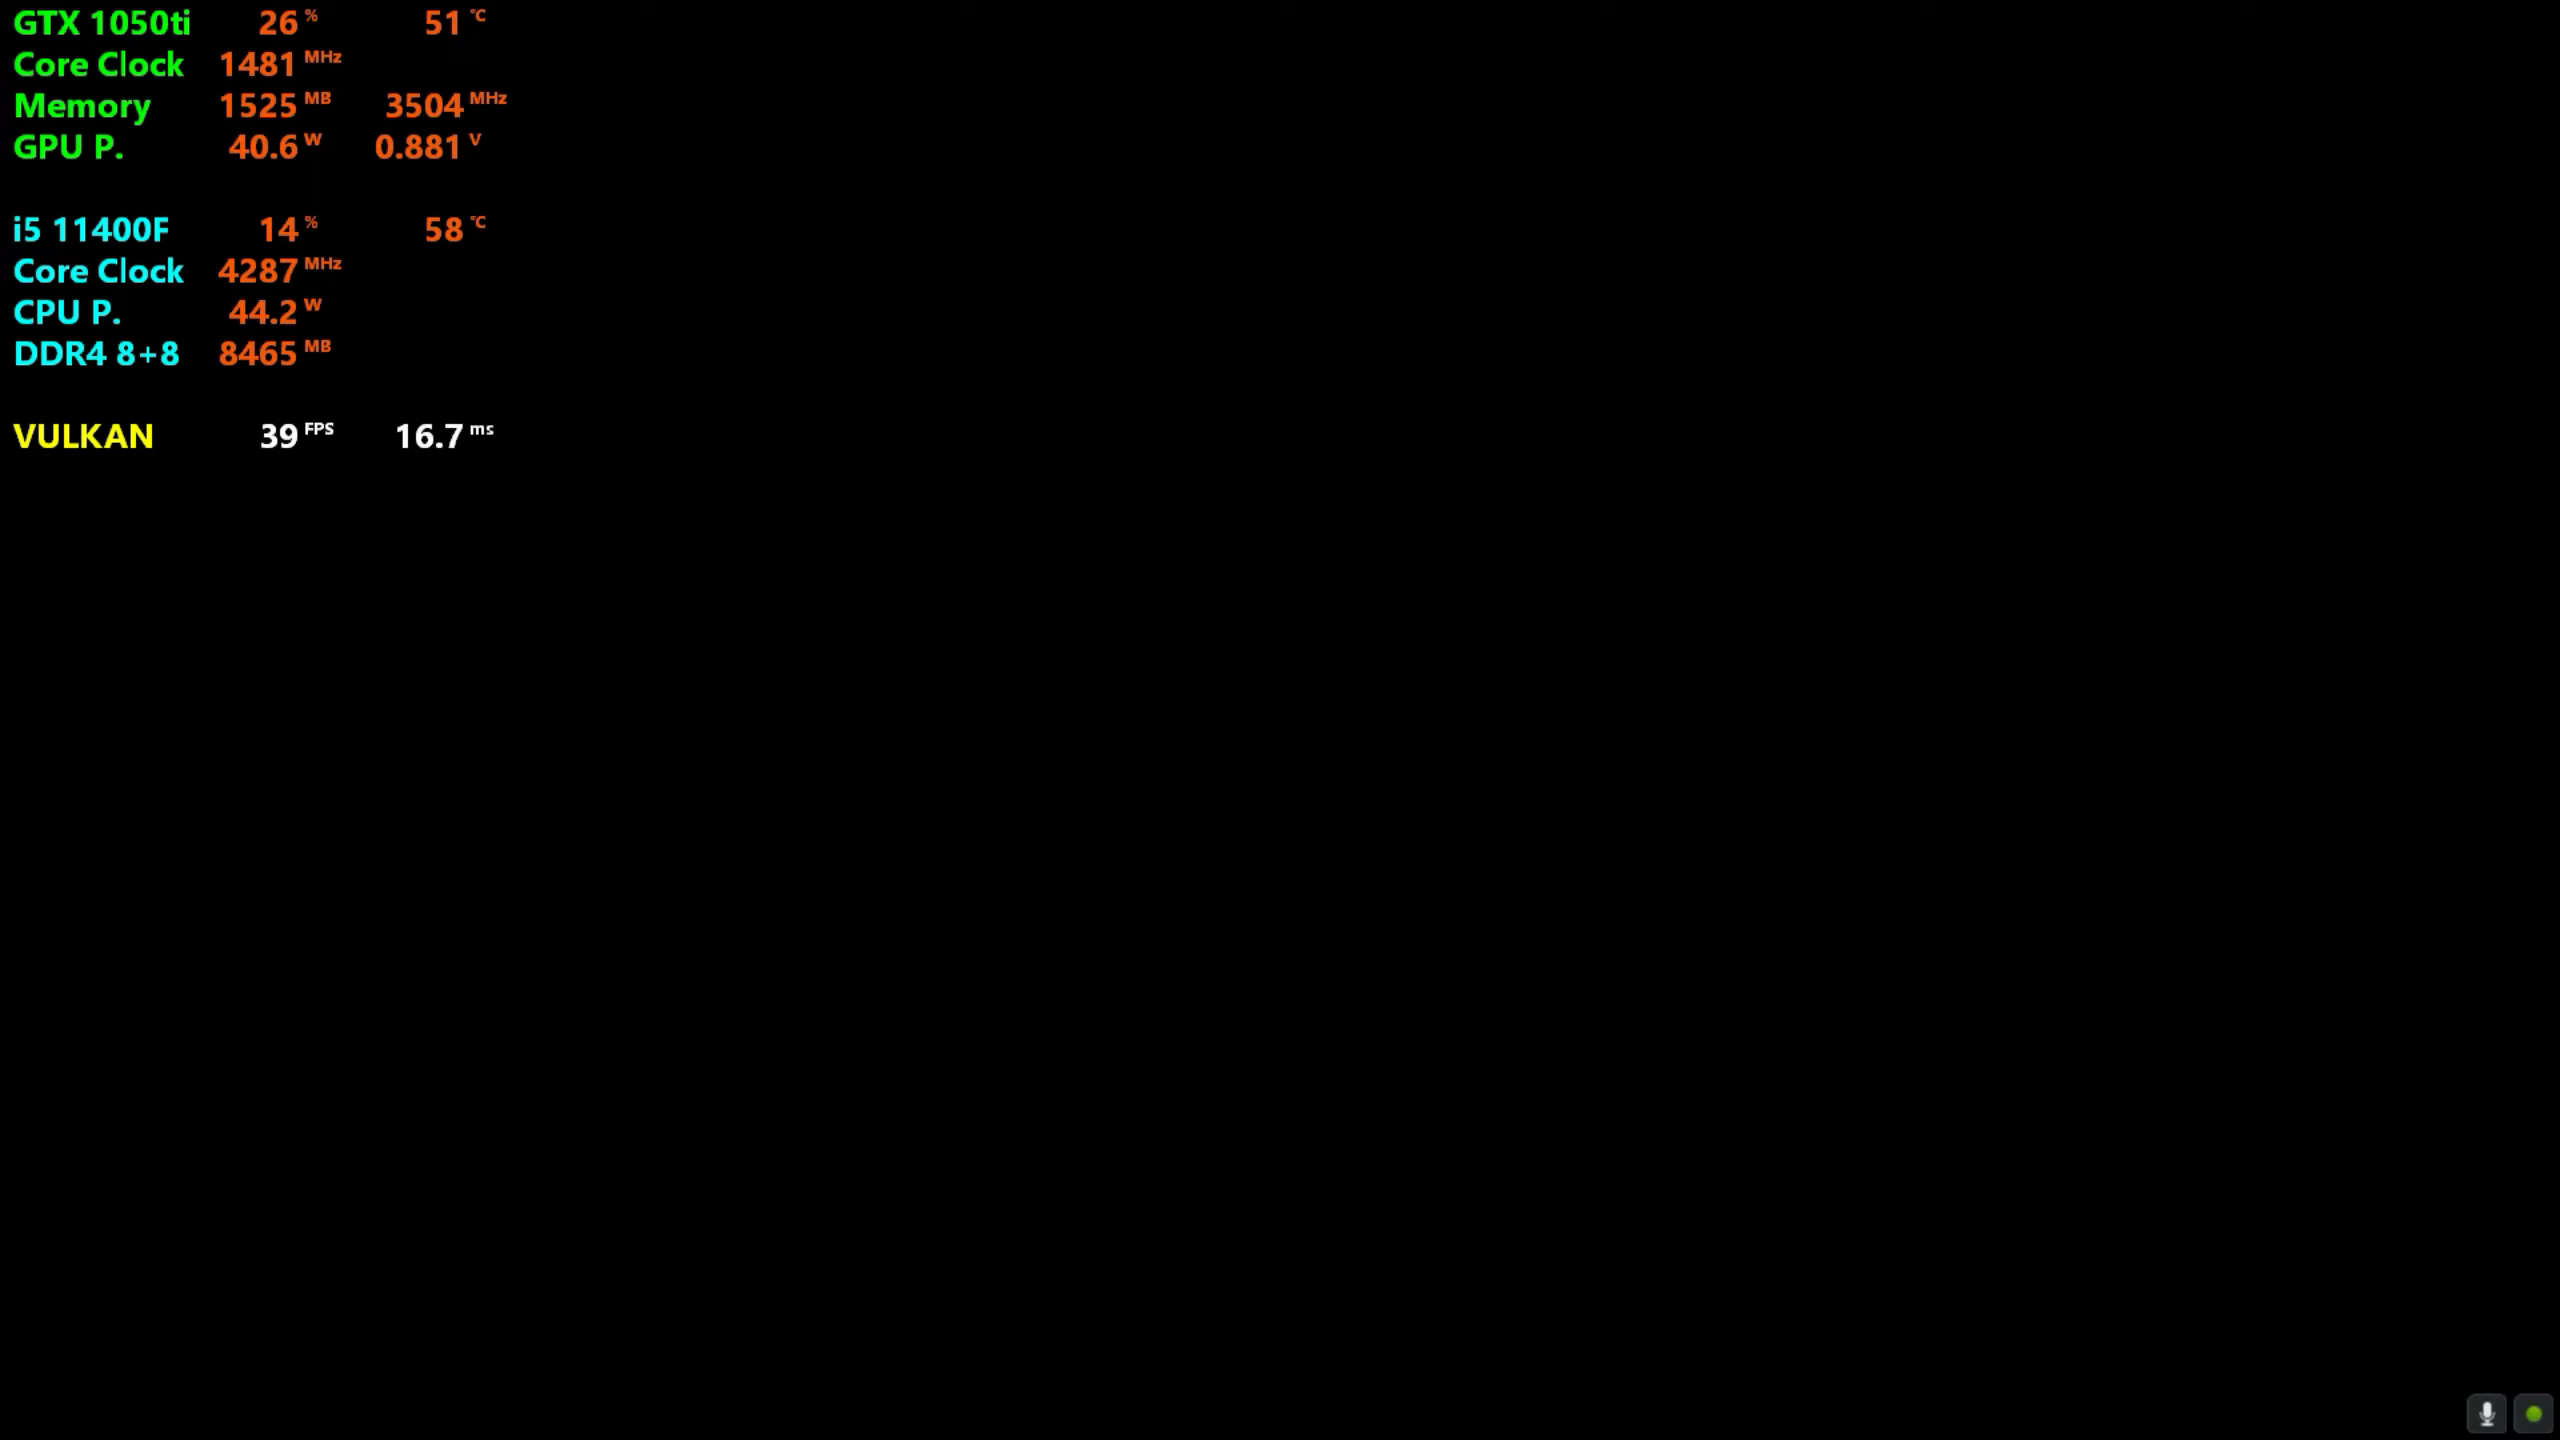 GTX 1050ti 26 % 51 °C
Core Clock 1481 MHz
Memory 1525 MB 3504 MHz
GPU P. 40.6 W 0.881 V
i5 11400F 14 % 58 °C
Core Clock 4287 MHz
CPU P. 44.2 W
DDR4 8+8 8465 MB
VULKAN 39 FPS 16.7 ms